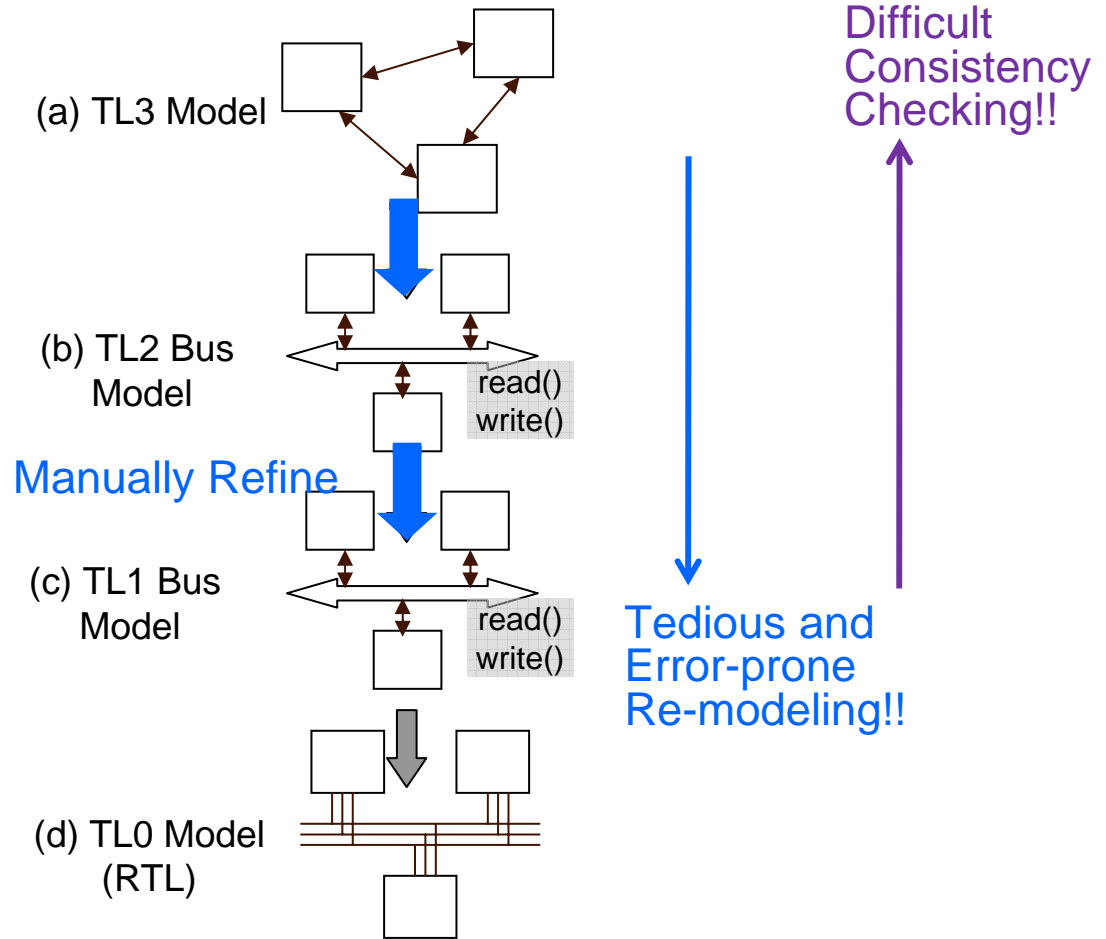 Difficult
Consistency
Checking!!
(a) TL3 Model
(b) TL2 Bus
Model
read()
write()
Manually Refine
(c) TL1 Bus
Model
read()
write()
Tedious and
Error-prone
Re-modeling!!
(d) TL0 Model
(RTL)